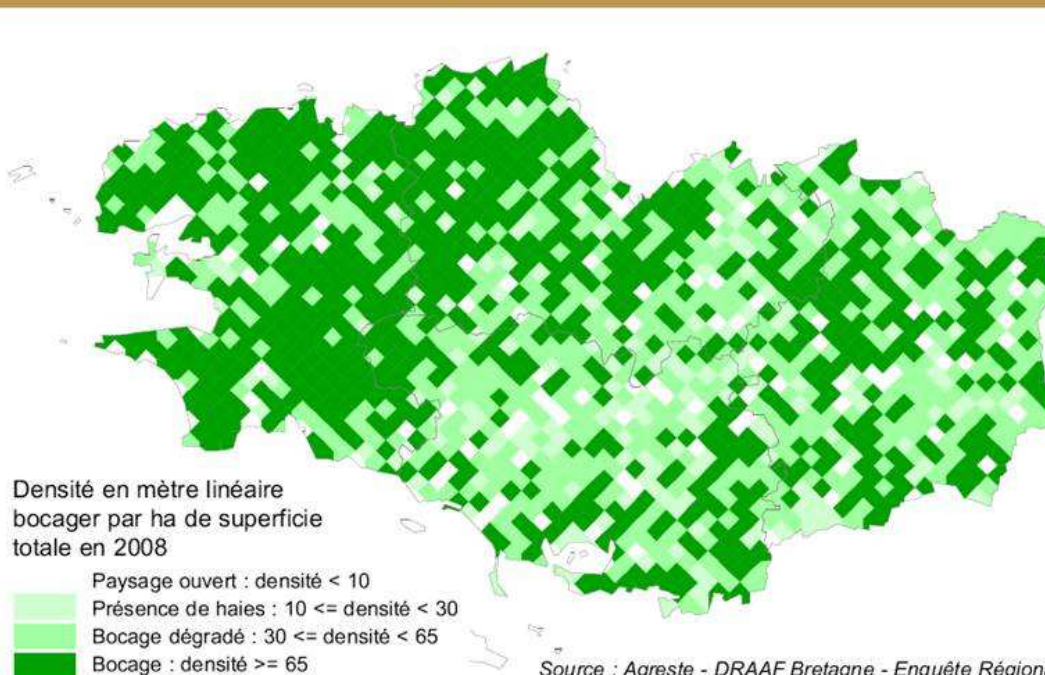 Densité en mètre linéaire
bocager par ha de superficie
totale en 2008
Paysage ouvert : densité < 10
Présence de haies : 10 <= densité < 30
Bocage dégradé : 30 <= densité < 65
Bocage : densité >= 65
Source : Agreste - DRAAF Bretagne - Enquête Régiona